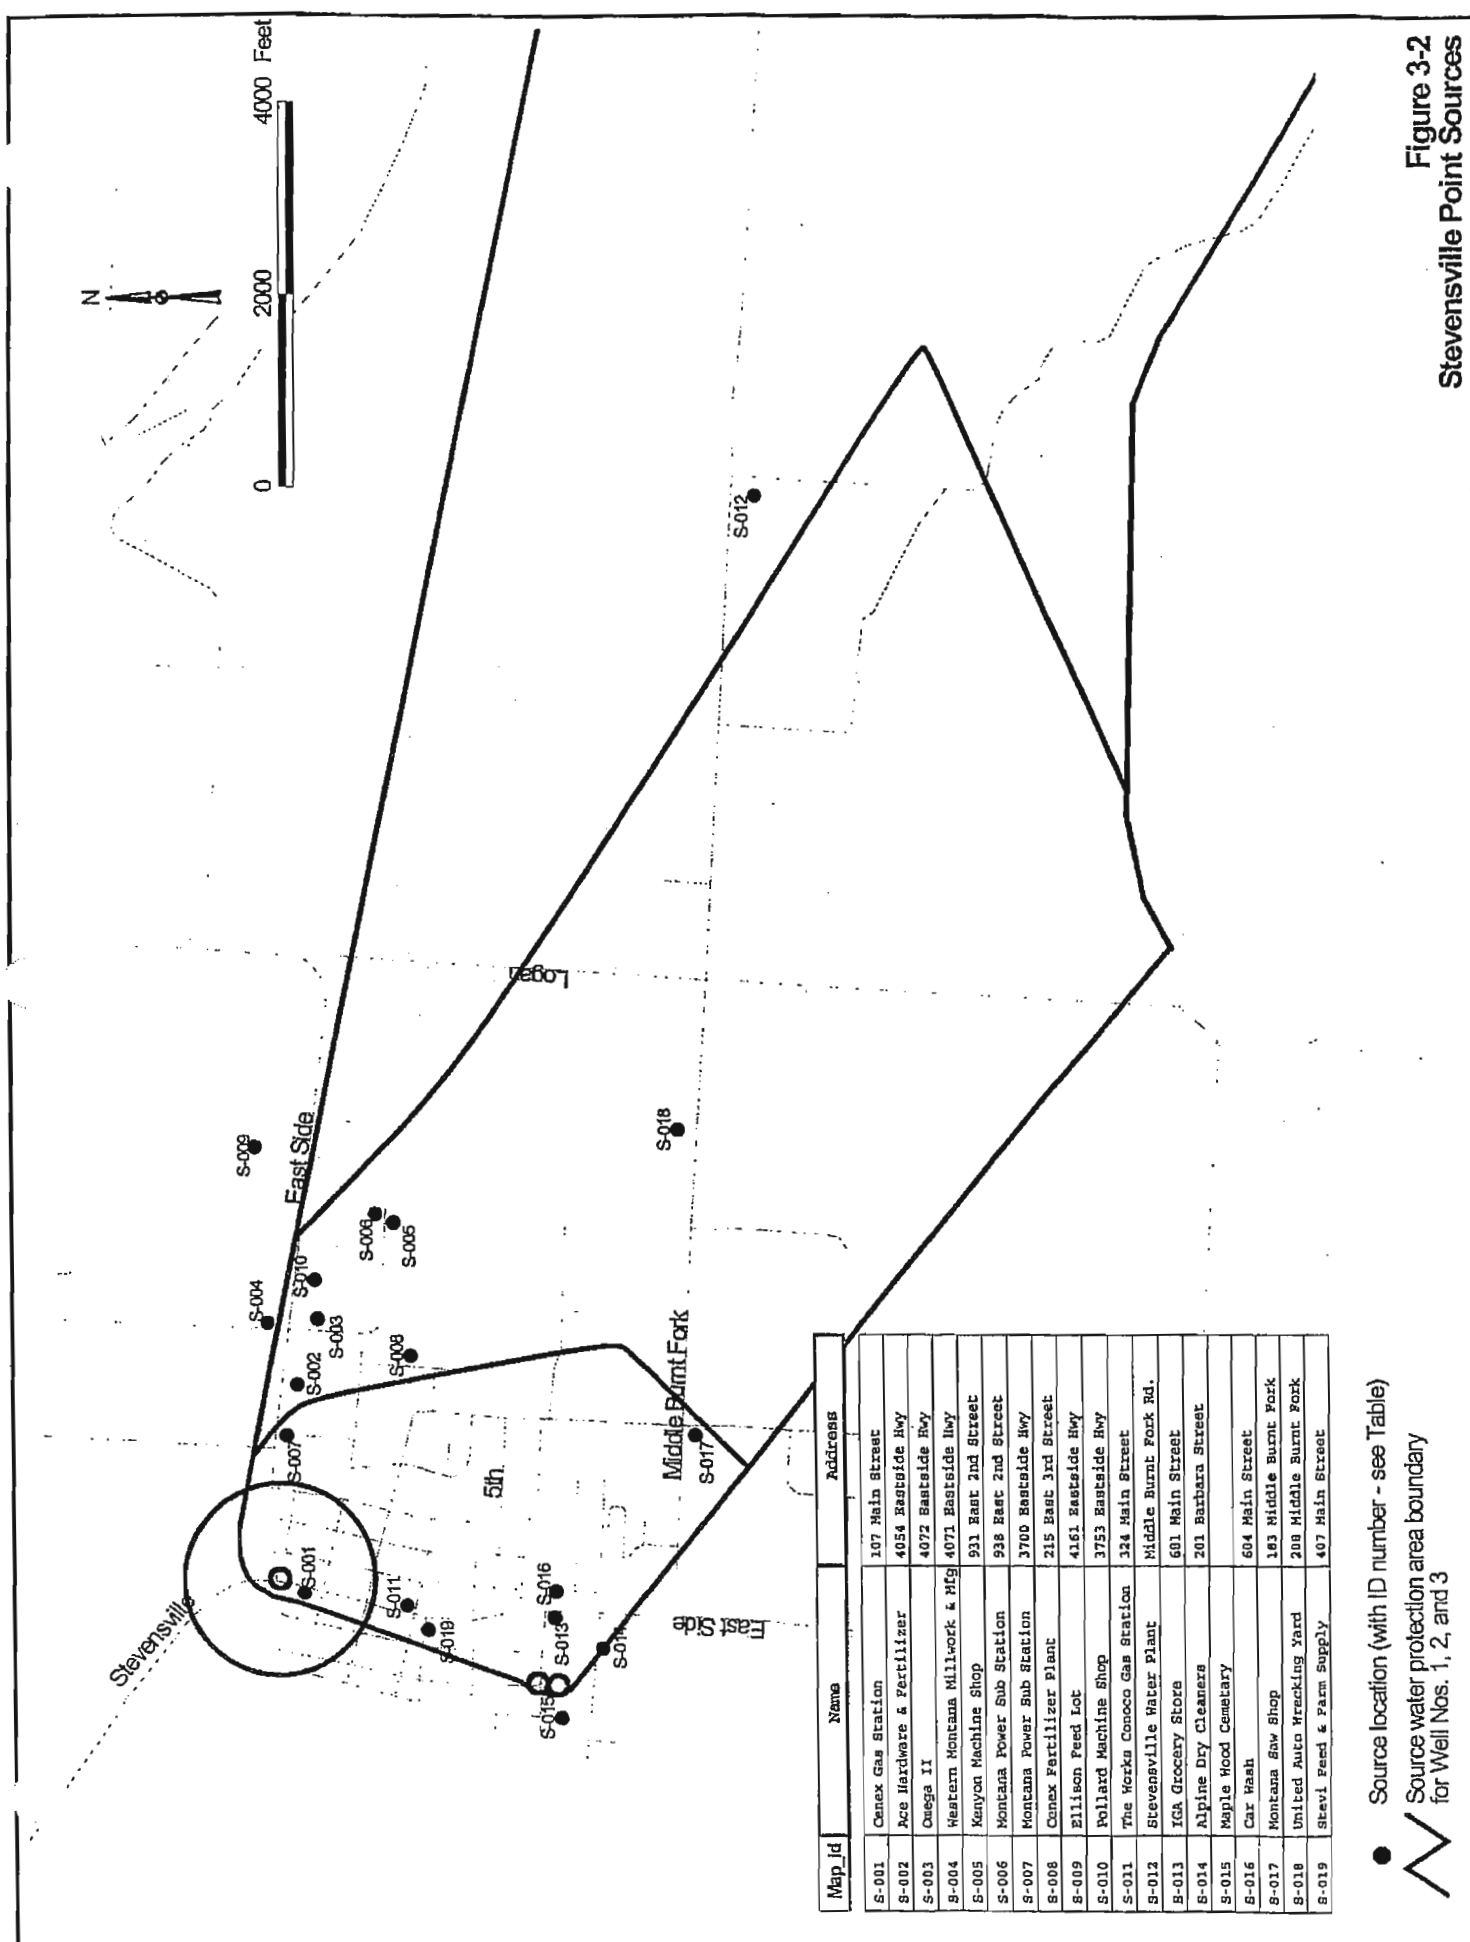 Figure 3-2
Stevensville Point Sources
N
0 2000 4000 Feet
Stevensville
East Side
Logan
5th
Middle Burnt Fork
East Side
S-001
S-002
S-003
S-004
S-005
S-006
S-007
S-008
S-009
S-010
S-011
S-012
S-013
S-014
S-015
S-016
S-017
S-018
S-019
Map_id Name Address
S-001 Cenex Gas Station 107 Main Street
S-002 Ace Hardware & Fertilizer 4054 Eastside Hwy
S-003 Omega II 4072 Eastside Hwy
S-004 Western Montana Millwork & Mfg 4071 Eastside Hwy
S-005 Kenyon Machine Shop 931 East 2nd Street
S-006 Montana Power Sub Station 938 East 2nd Street
S-007 Montana Power Sub Station 3700 Eastside Hwy
S-008 Cenex Fertilizer Plant 215 East 3rd Street
S-009 Ellison Feed Lot 4161 Eastside Hwy
S-010 Pollard Machine Shop 3753 Eastside Hwy
S-011 The Works Conoco Gas Station 324 Main Street
S-012 Stevensville Water Plant Middle Burnt Fork Rd.
S-013 IGA Grocery Store 601 Main Street
S-014 Alpine Dry Cleaners 201 Barbara Street
S-015 Maple Wood Cemetary
S-016 Car Wash 604 Main Street
S-017 Montana Saw Shop 183 Middle Burnt Fork
S-018 United Auto Wrecking Yard 208 Middle Burnt Fork
S-019 Stevi Feed & Farm Supply 407 Main Street
Source location (with ID number - see Table)
Source water protection area boundary
for Well Nos. 1, 2, and 3